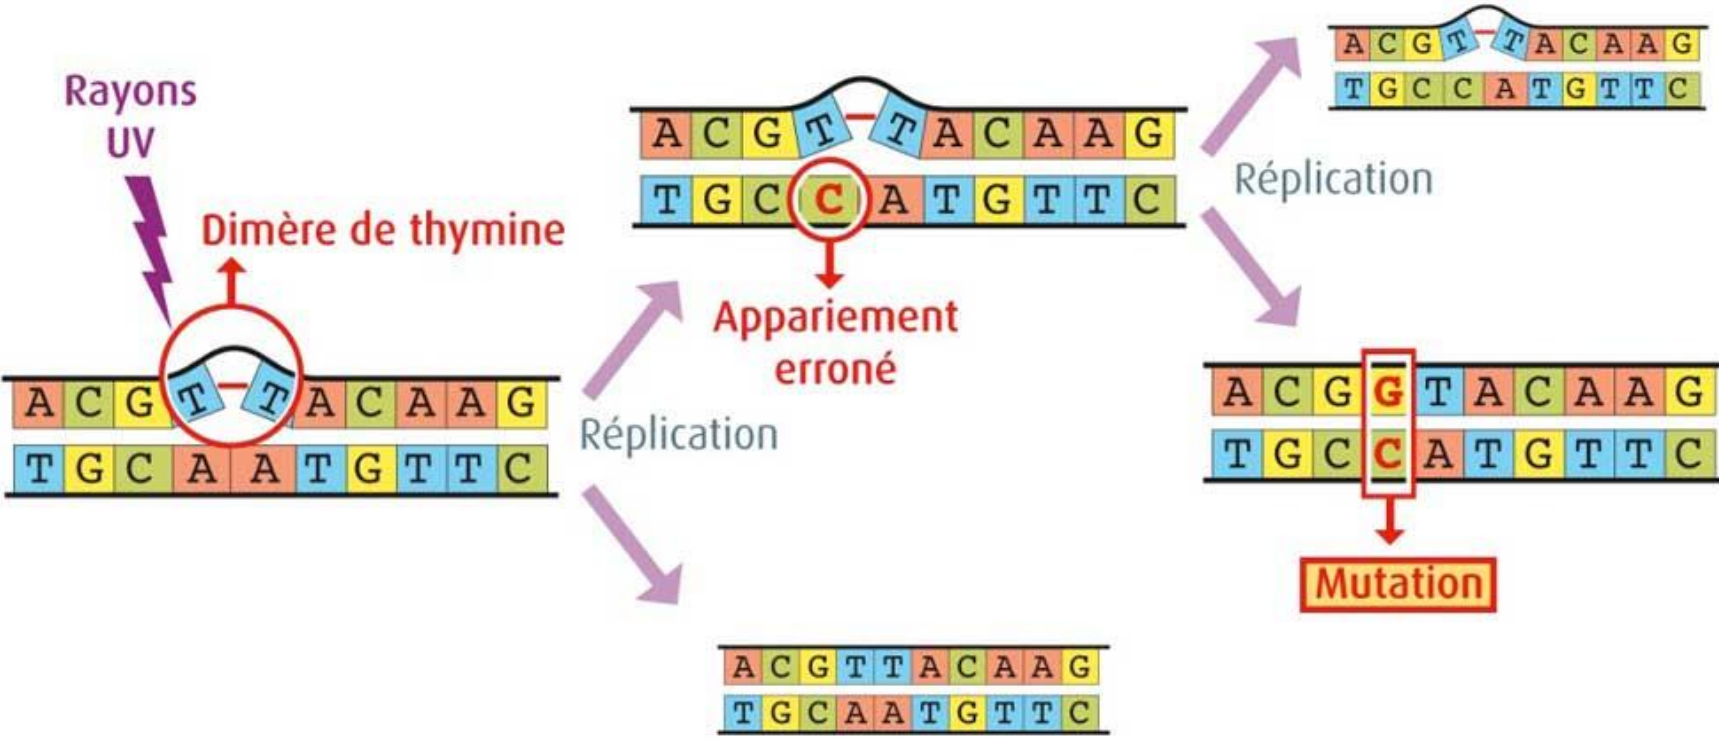 Rayons
UV
Dimère de thymine
A C G T T A C A A G
T G C A A T G T T C
Réplication
A C G T T A C A A G
T G C C A T G T T C
Appariement
erroné
A C G T T A C A A G
T G C A A T G T T C
Réplication
A C G T T A C A A G
T G C C A T G T T C
A C G G T A C A A G
T G C C A T G T T C
Mutation